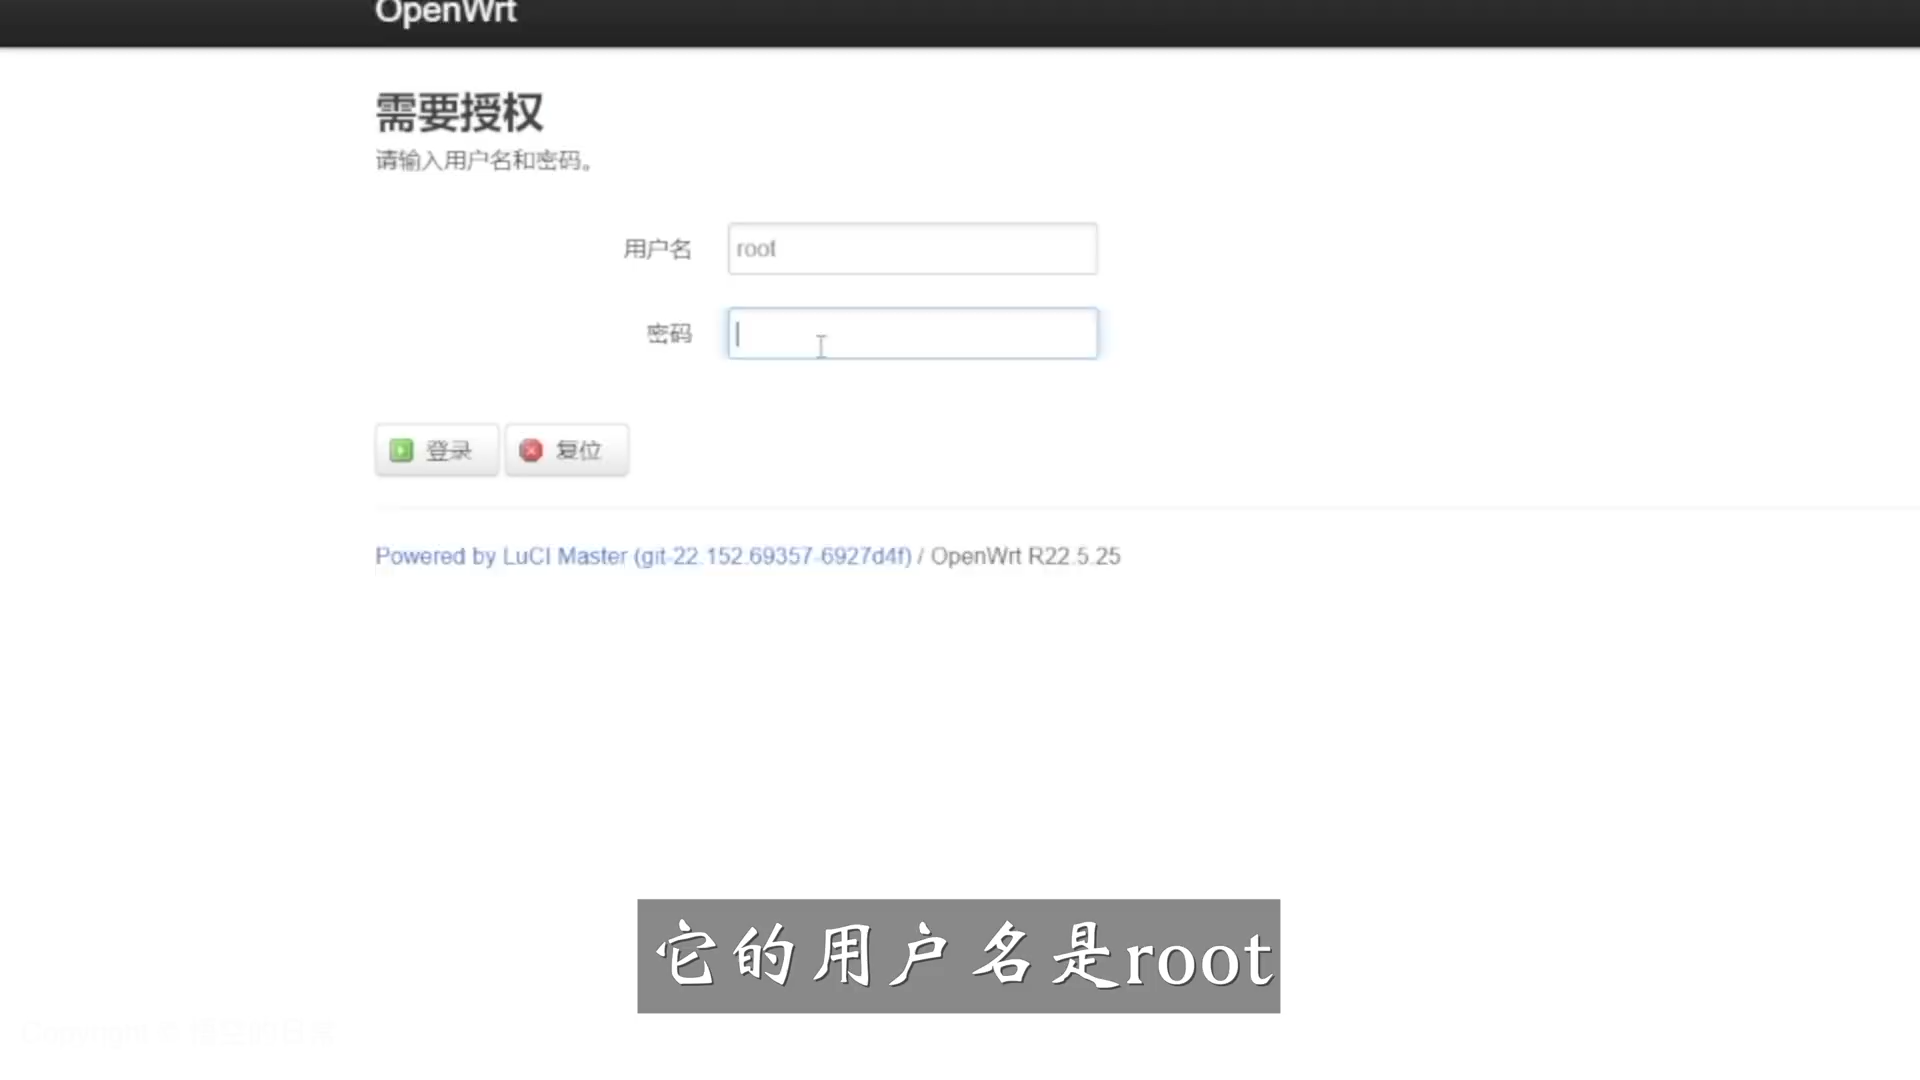 OpenWrt
需要授权
请输入用户名和密码。
用户名 root
密码
登录 复位
Powered by LuCI Master (git-22.152.69357-6927d4f) / OpenWrt R22.5.25
它的用户名是root
Copyright ©